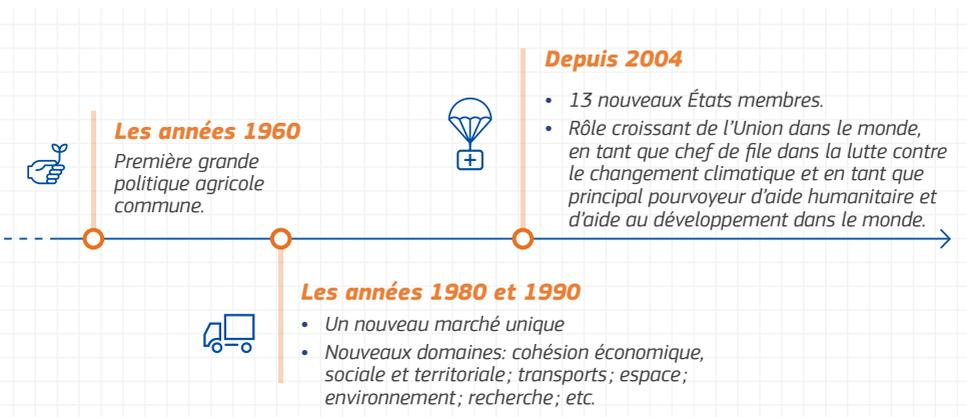 Les années 1960
Première grande
politique agricole
commune.
Les années 1980 et 1990
• Un nouveau marché unique
• Nouveaux domaines: cohésion économique,
sociale et territoriale ; transports ; espace ;
environnement ; recherche ; etc.
Depuis 2004
• 13 nouveaux États membres.
• Rôle croissant de l’Union dans le monde,
en tant que chef de file dans la lutte contre
le changement climatique et en tant que
principal pourvoyeur d’aide humanitaire et
d’aide au développement dans le monde.